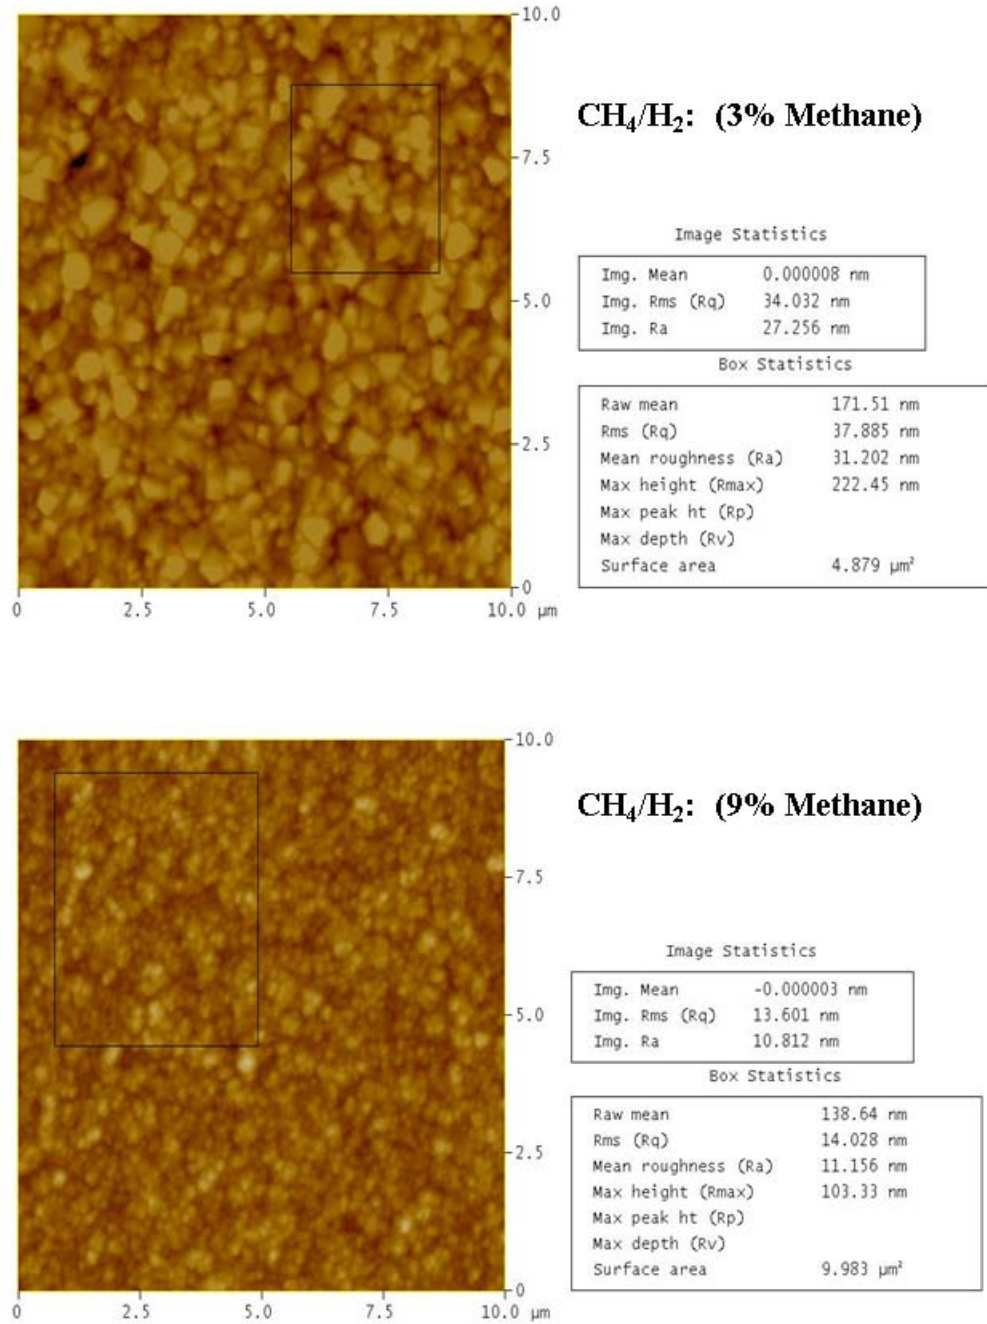 10.0
7.5
5.0
2.5
0
0 2.5 5.0 7.5 10.0 µm
CH₄/H₂: (3% Methane)
Image Statistics
Img. Mean 0.000008 nm
Img. Rms (Rq) 34.032 nm
Img. Ra 27.256 nm
Box Statistics
Raw mean 171.51 nm
Rms (Rq) 37.885 nm
Mean roughness (Ra) 31.202 nm
Max height (Rmax) 222.45 nm
Max peak ht (Rp)
Max depth (Rv)
Surface area 4.879 µm²
10.0
7.5
5.0
2.5
0
0 2.5 5.0 7.5 10.0 µm
CH₄/H₂: (9% Methane)
Image Statistics
Img. Mean -0.000003 nm
Img. Rms (Rq) 13.601 nm
Img. Ra 10.812 nm
Box Statistics
Raw mean 138.64 nm
Rms (Rq) 14.028 nm
Mean roughness (Ra) 11.156 nm
Max height (Rmax) 103.33 nm
Max peak ht (Rp)
Max depth (Rv)
Surface area 9.983 µm²